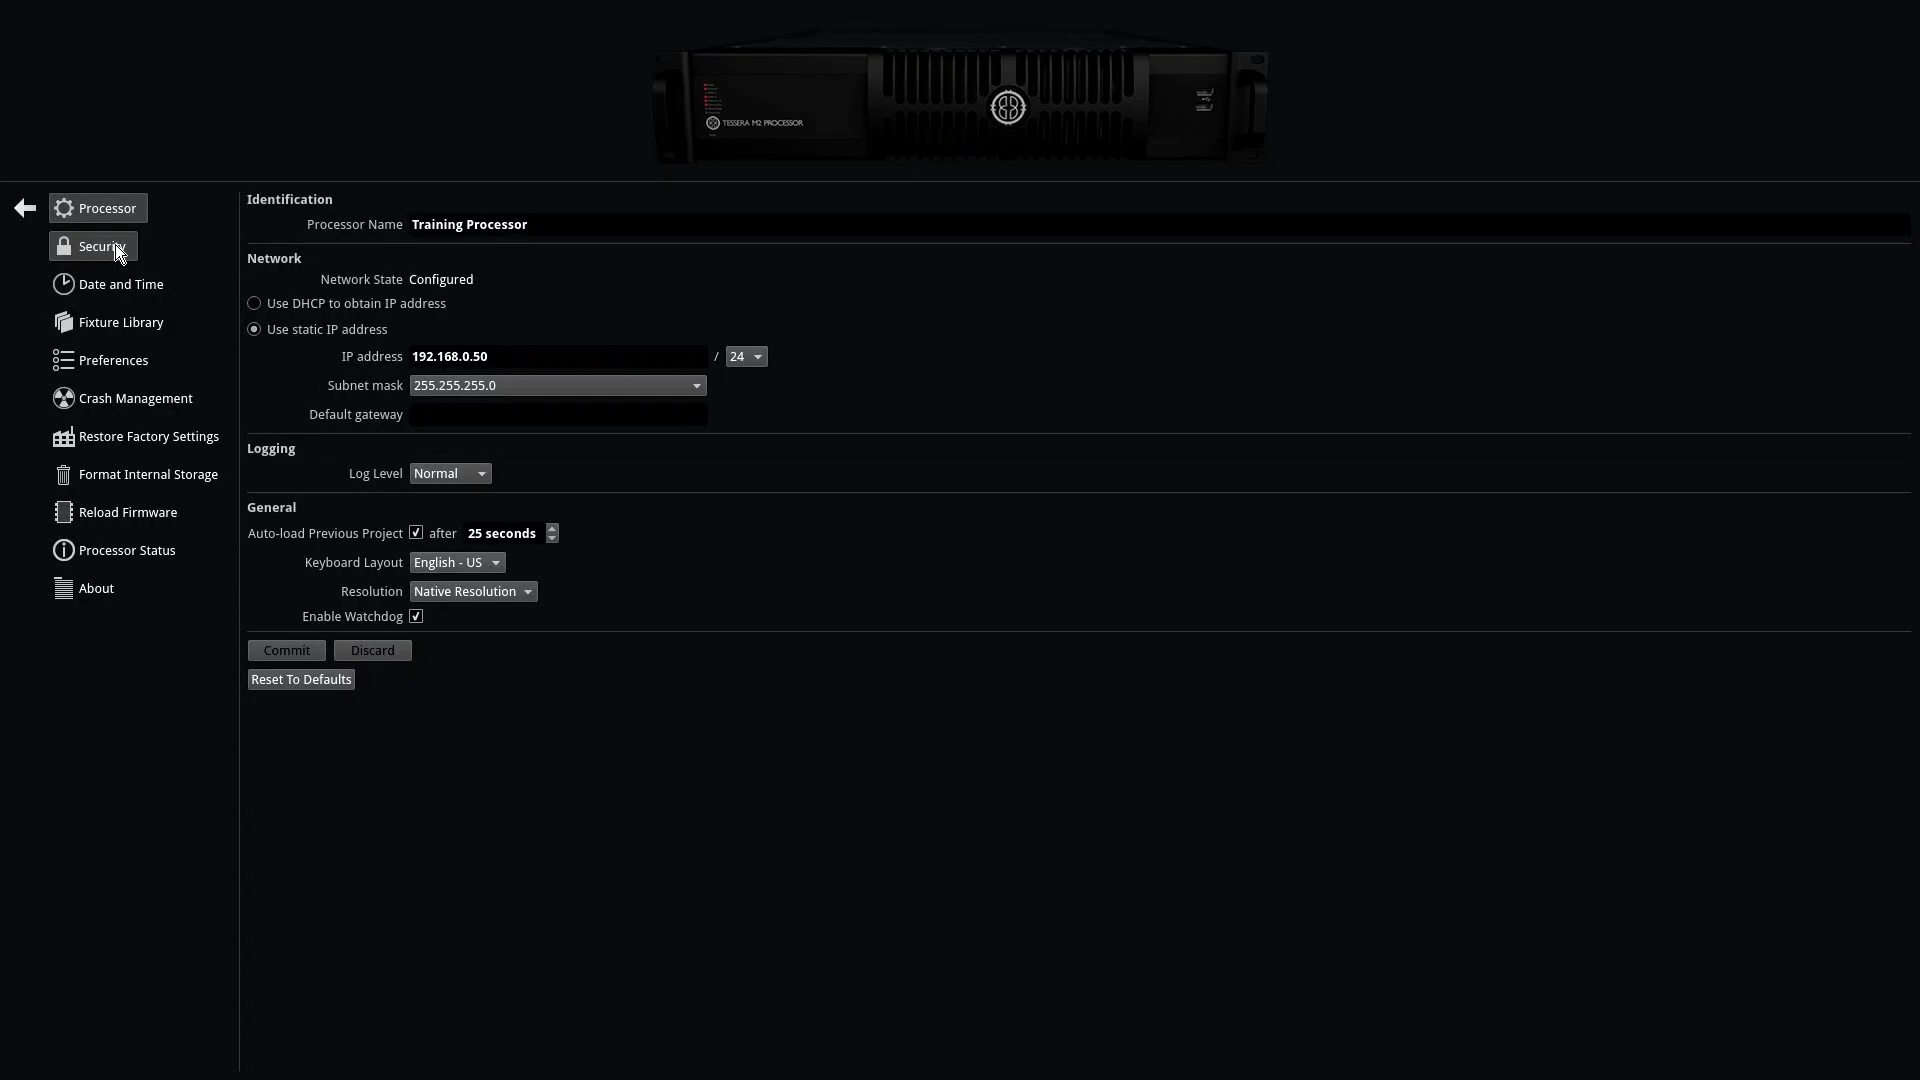 TESSERA M2 PROCESSOR
Processor
Security
Date and Time
Fixture Library
Preferences
Crash Management
Restore Factory Settings
Format Internal Storage
Reload Firmware
Processor Status
About
Identification
Processor Name Training Processor
Network
Network State Configured
Use DHCP to obtain IP address
Use static IP address
IP address 192.168.0.50 / 24
Subnet mask 255.255.255.0
Default gateway
Logging
Log Level Normal
General
Auto-load Previous Project after 25 seconds
Keyboard Layout English - US
Resolution Native Resolution
Enable Watchdog
Commit Discard
Reset To Defaults